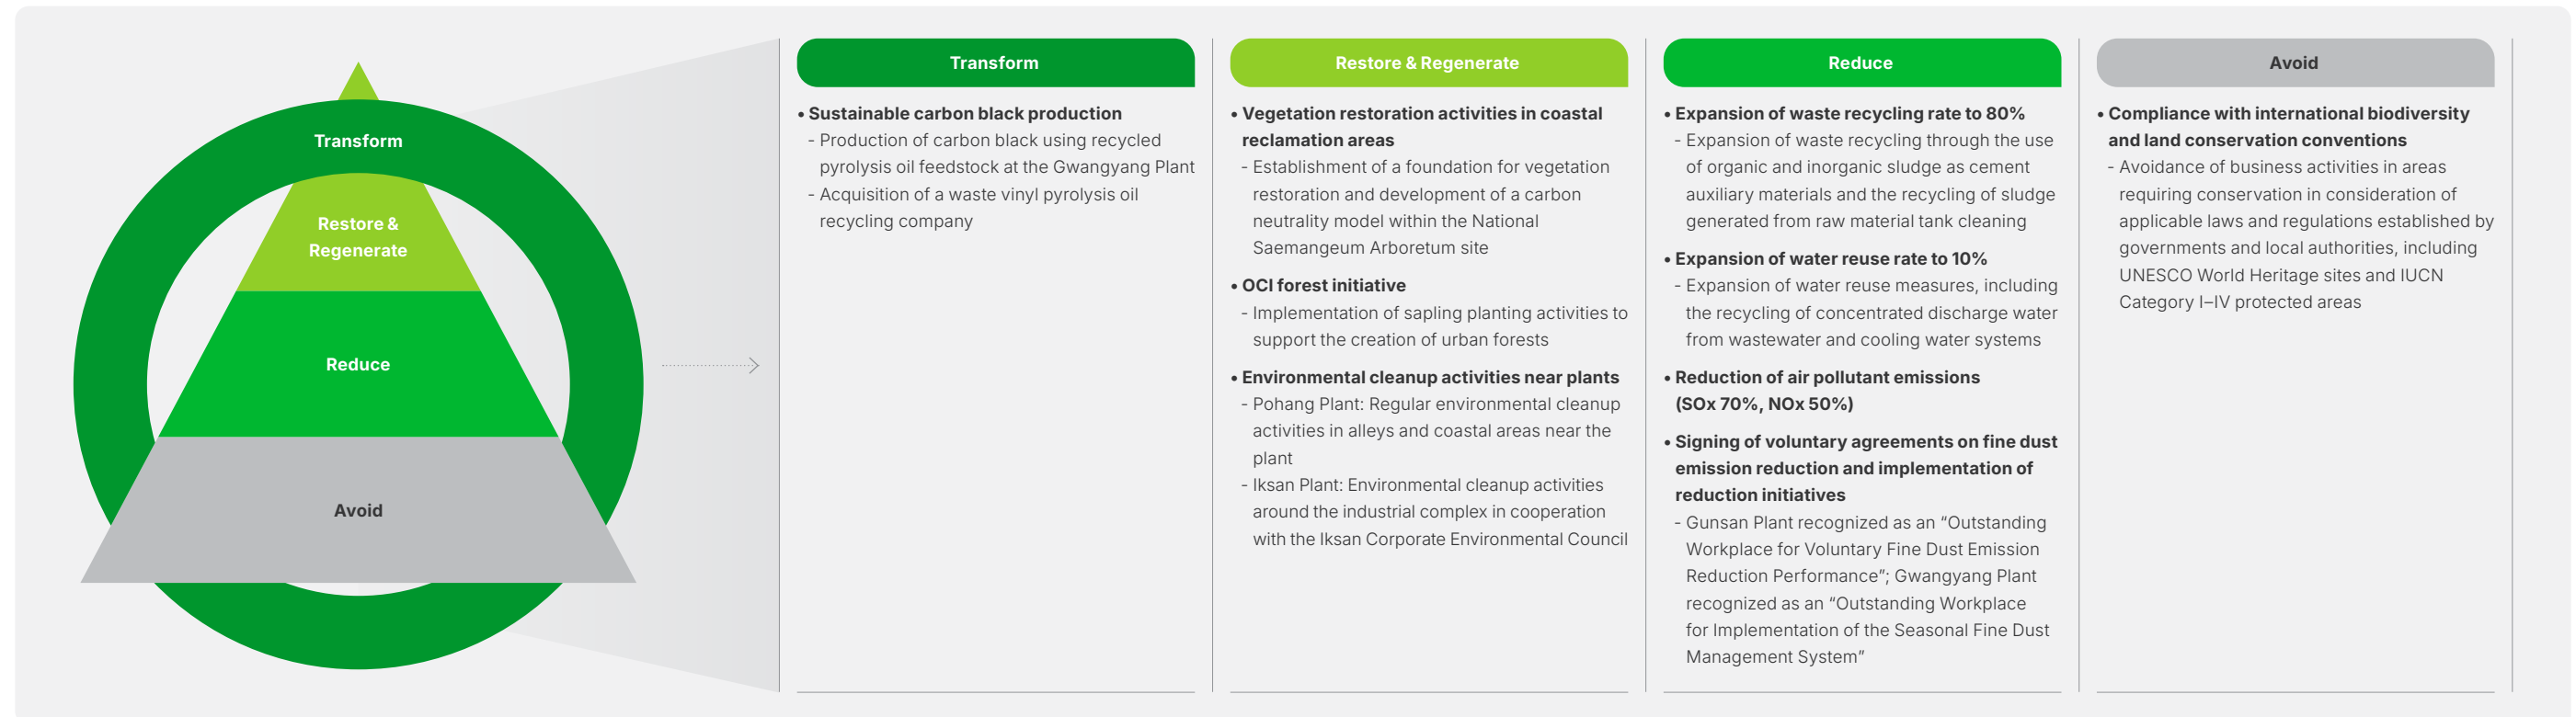 Transform
Restore &
Regenerate
Reduce
Avoid
Transform
• Sustainable carbon black production
- Production of carbon black using recycled
pyrolysis oil feedstock at the Gwangyang Plant
- Acquisition of a waste vinyl pyrolysis oil
recycling company
Restore & Regenerate
• Vegetation restoration activities in coastal
reclamation areas
- Establishment of a foundation for vegetation
restoration and development of a carbon
neutrality model within the National
Saemangeum Arboretum site
• OCI forest initiative
- Implementation of sapling planting activities to
support the creation of urban forests
• Environmental cleanup activities near plants
- Pohang Plant: Regular environmental cleanup
activities in alleys and coastal areas near the
plant
- Iksan Plant: Environmental cleanup activities
around the industrial complex in cooperation
with the Iksan Corporate Environmental Council
Reduce
• Expansion of waste recycling rate to 80%
- Expansion of waste recycling through the use
of organic and inorganic sludge as cement
auxiliary materials and the recycling of sludge
generated from raw material tank cleaning
• Expansion of water reuse rate to 10%
- Expansion of water reuse measures, including
the recycling of concentrated discharge water
from wastewater and cooling water systems
• Reduction of air pollutant emissions
(SOx 70%, NOx 50%)
• Signing of voluntary agreements on fine dust
emission reduction and implementation of
reduction initiatives
- Gunsan Plant recognized as an “Outstanding
Workplace for Voluntary Fine Dust Emission
Reduction Performance”; Gwangyang Plant
recognized as an “Outstanding Workplace
for Implementation of the Seasonal Fine Dust
Management System”
Avoid
• Compliance with international biodiversity
and land conservation conventions
- Avoidance of business activities in areas
requiring conservation in consideration of
applicable laws and regulations established by
governments and local authorities, including
UNESCO World Heritage sites and IUCN
Category I–IV protected areas